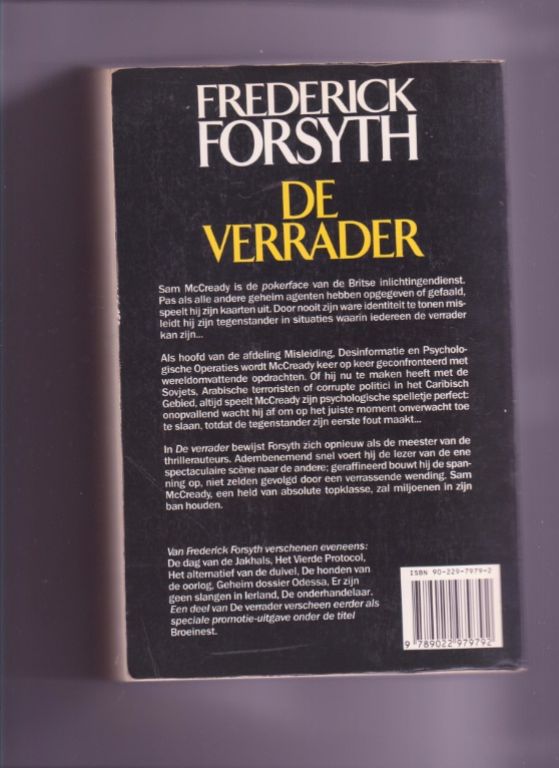 FREDERICK
FORSYTH
DE
VERRADER
Sam McCready is de pokerface van de Britse inlichtingendienst.
Pas als alle andere geheim agenten hebben opgegeven of gefaald,
speelt hij zijn kaarten uit. Door nooit zijn ware identiteit te tonen mis-
leidt hij zijn tegenstander in situaties waarin iedereen de verrader
kan zijn...
Als hoofd van de afdeling Misleiding, Desinformatie en Psycholo-
gische Operaties wordt McCready keer op keer geconfronteerd met
wereldomvattende opdrachten. Of hij nu te maken heeft met de
Sovjets, Arabische terroristen of corrupte politici in het Caribisch
Gebied, altijd speelt McCready zijn psychologische spelletje perfect:
onopvallend wacht hij af om op het juiste moment onverwacht toe
te slaan, totdat de tegenstander zijn eerste fout maakt...
In De verrader bewijst Forsyth zich opnieuw als de meester van de
thrillerauteurs. Adembenemend snel voert hij de lezer van de ene
spectaculaire scène naar de andere; geraffineerd bouwt hij de span-
ning op, niet zelden gevolgd door een verrassende wending. Sam
McCready, een held van absolute topklasse, zal miljoenen in zijn
ban houden.
Van Frederick Forsyth verschenen eveneens:
De dag van de Jakhals, Het Vierde Protocol,
Het alternatief van de duivel, De honden van
de oorlog, Geheim dossier Odessa, Er zijn
geen slangen in Ierland, De onderhandelaar.
Een deel van De verrader verscheen eerder als
speciale promotie-uitgave onder de titel
Broeinest.
ISBN 90-229-7979-2
9 789022 979792